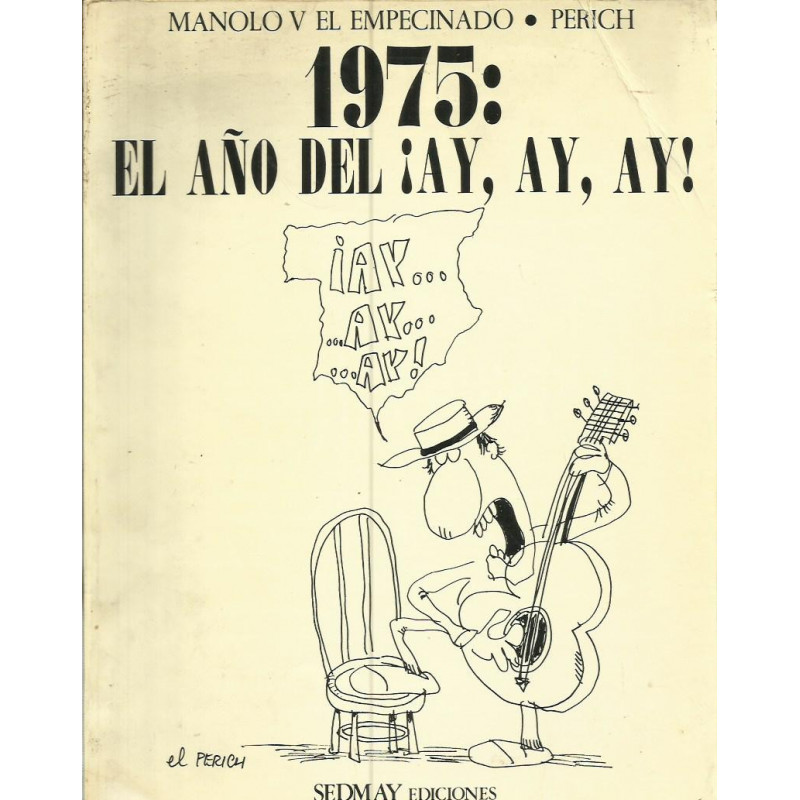 MANOLO V EL EMPECINADO • PERICH
1975:
EL AÑO DEL ¡AY, AY, AY!
¡AY...
...AY...
...AY!
el PERICH
SEDMAY EDICIONES